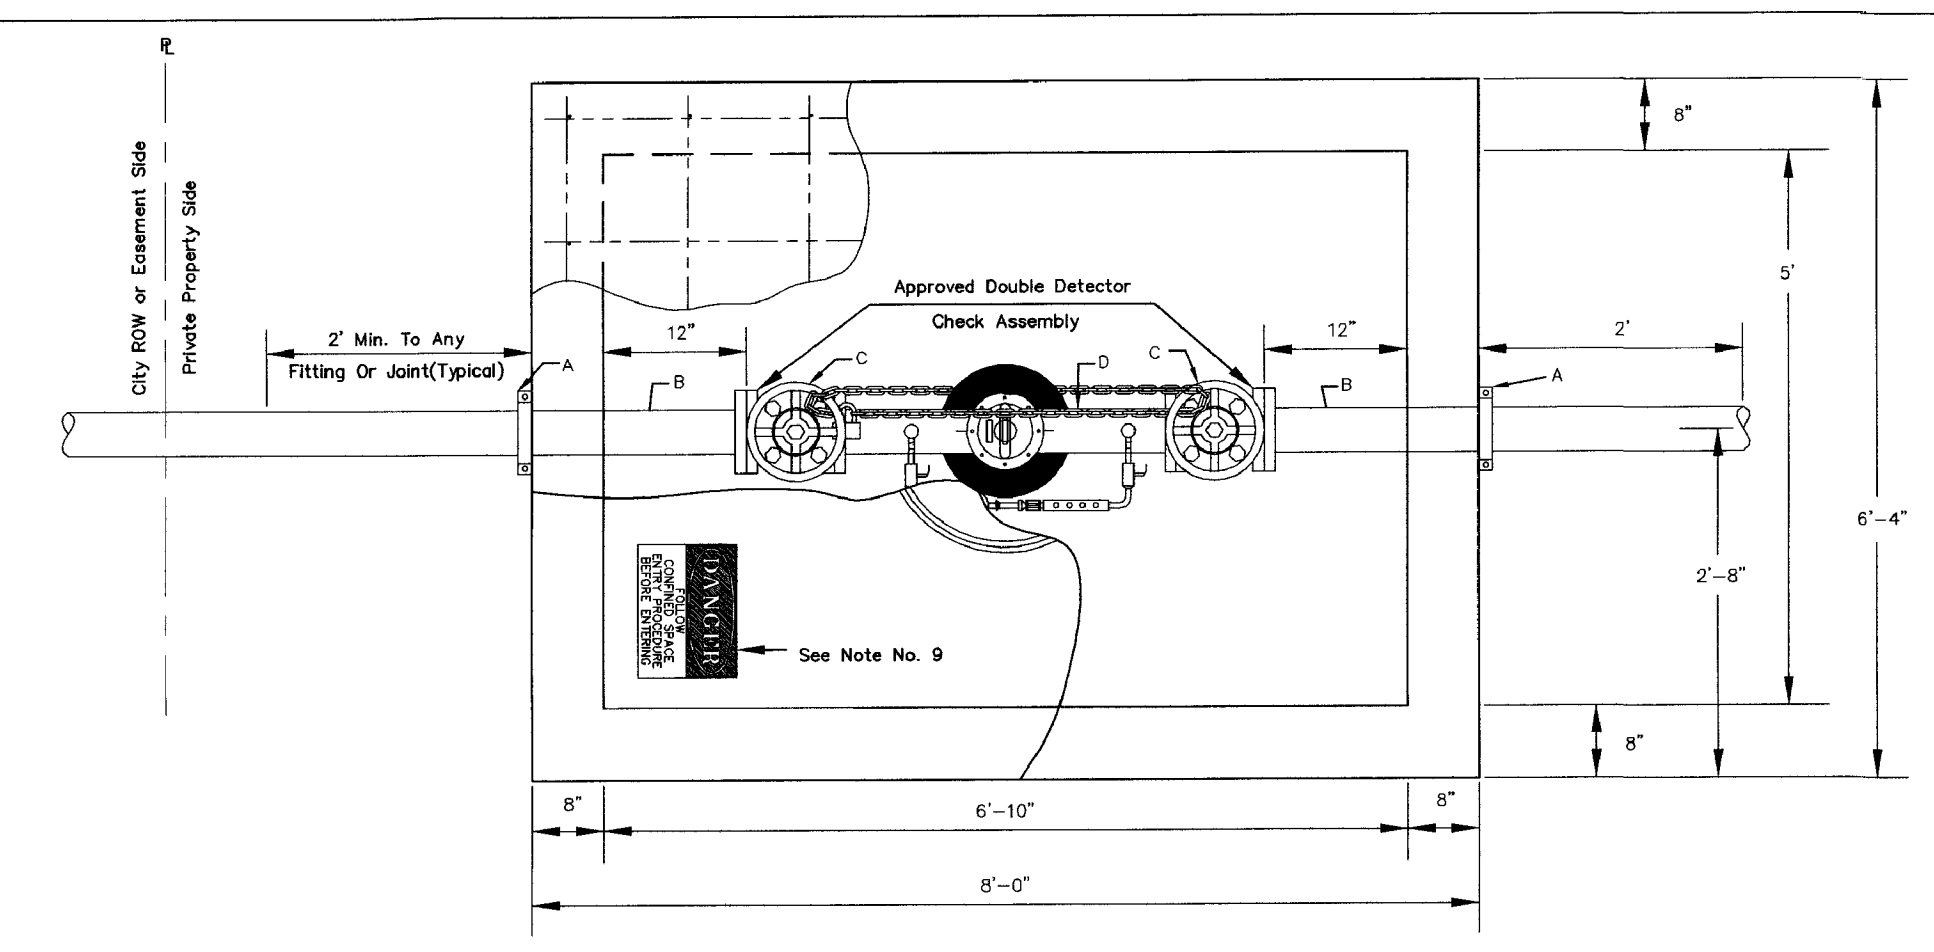 PL
City ROW or Easement Side
Private Property Side
2' Min. To Any
Fitting Or Joint(Typical)
A
B
12"
C
Approved Double Detector
Check Assembly
D
C
12"
B
A
2'
8"
5'
6'-4"
2'-8"
8"
DANGER
FOLLOW
CONFINED SPACE
ENTRY PROCEDURE
BEFORE ENTERING
See Note No. 9
8"
6'-10"
8"
8'-0"